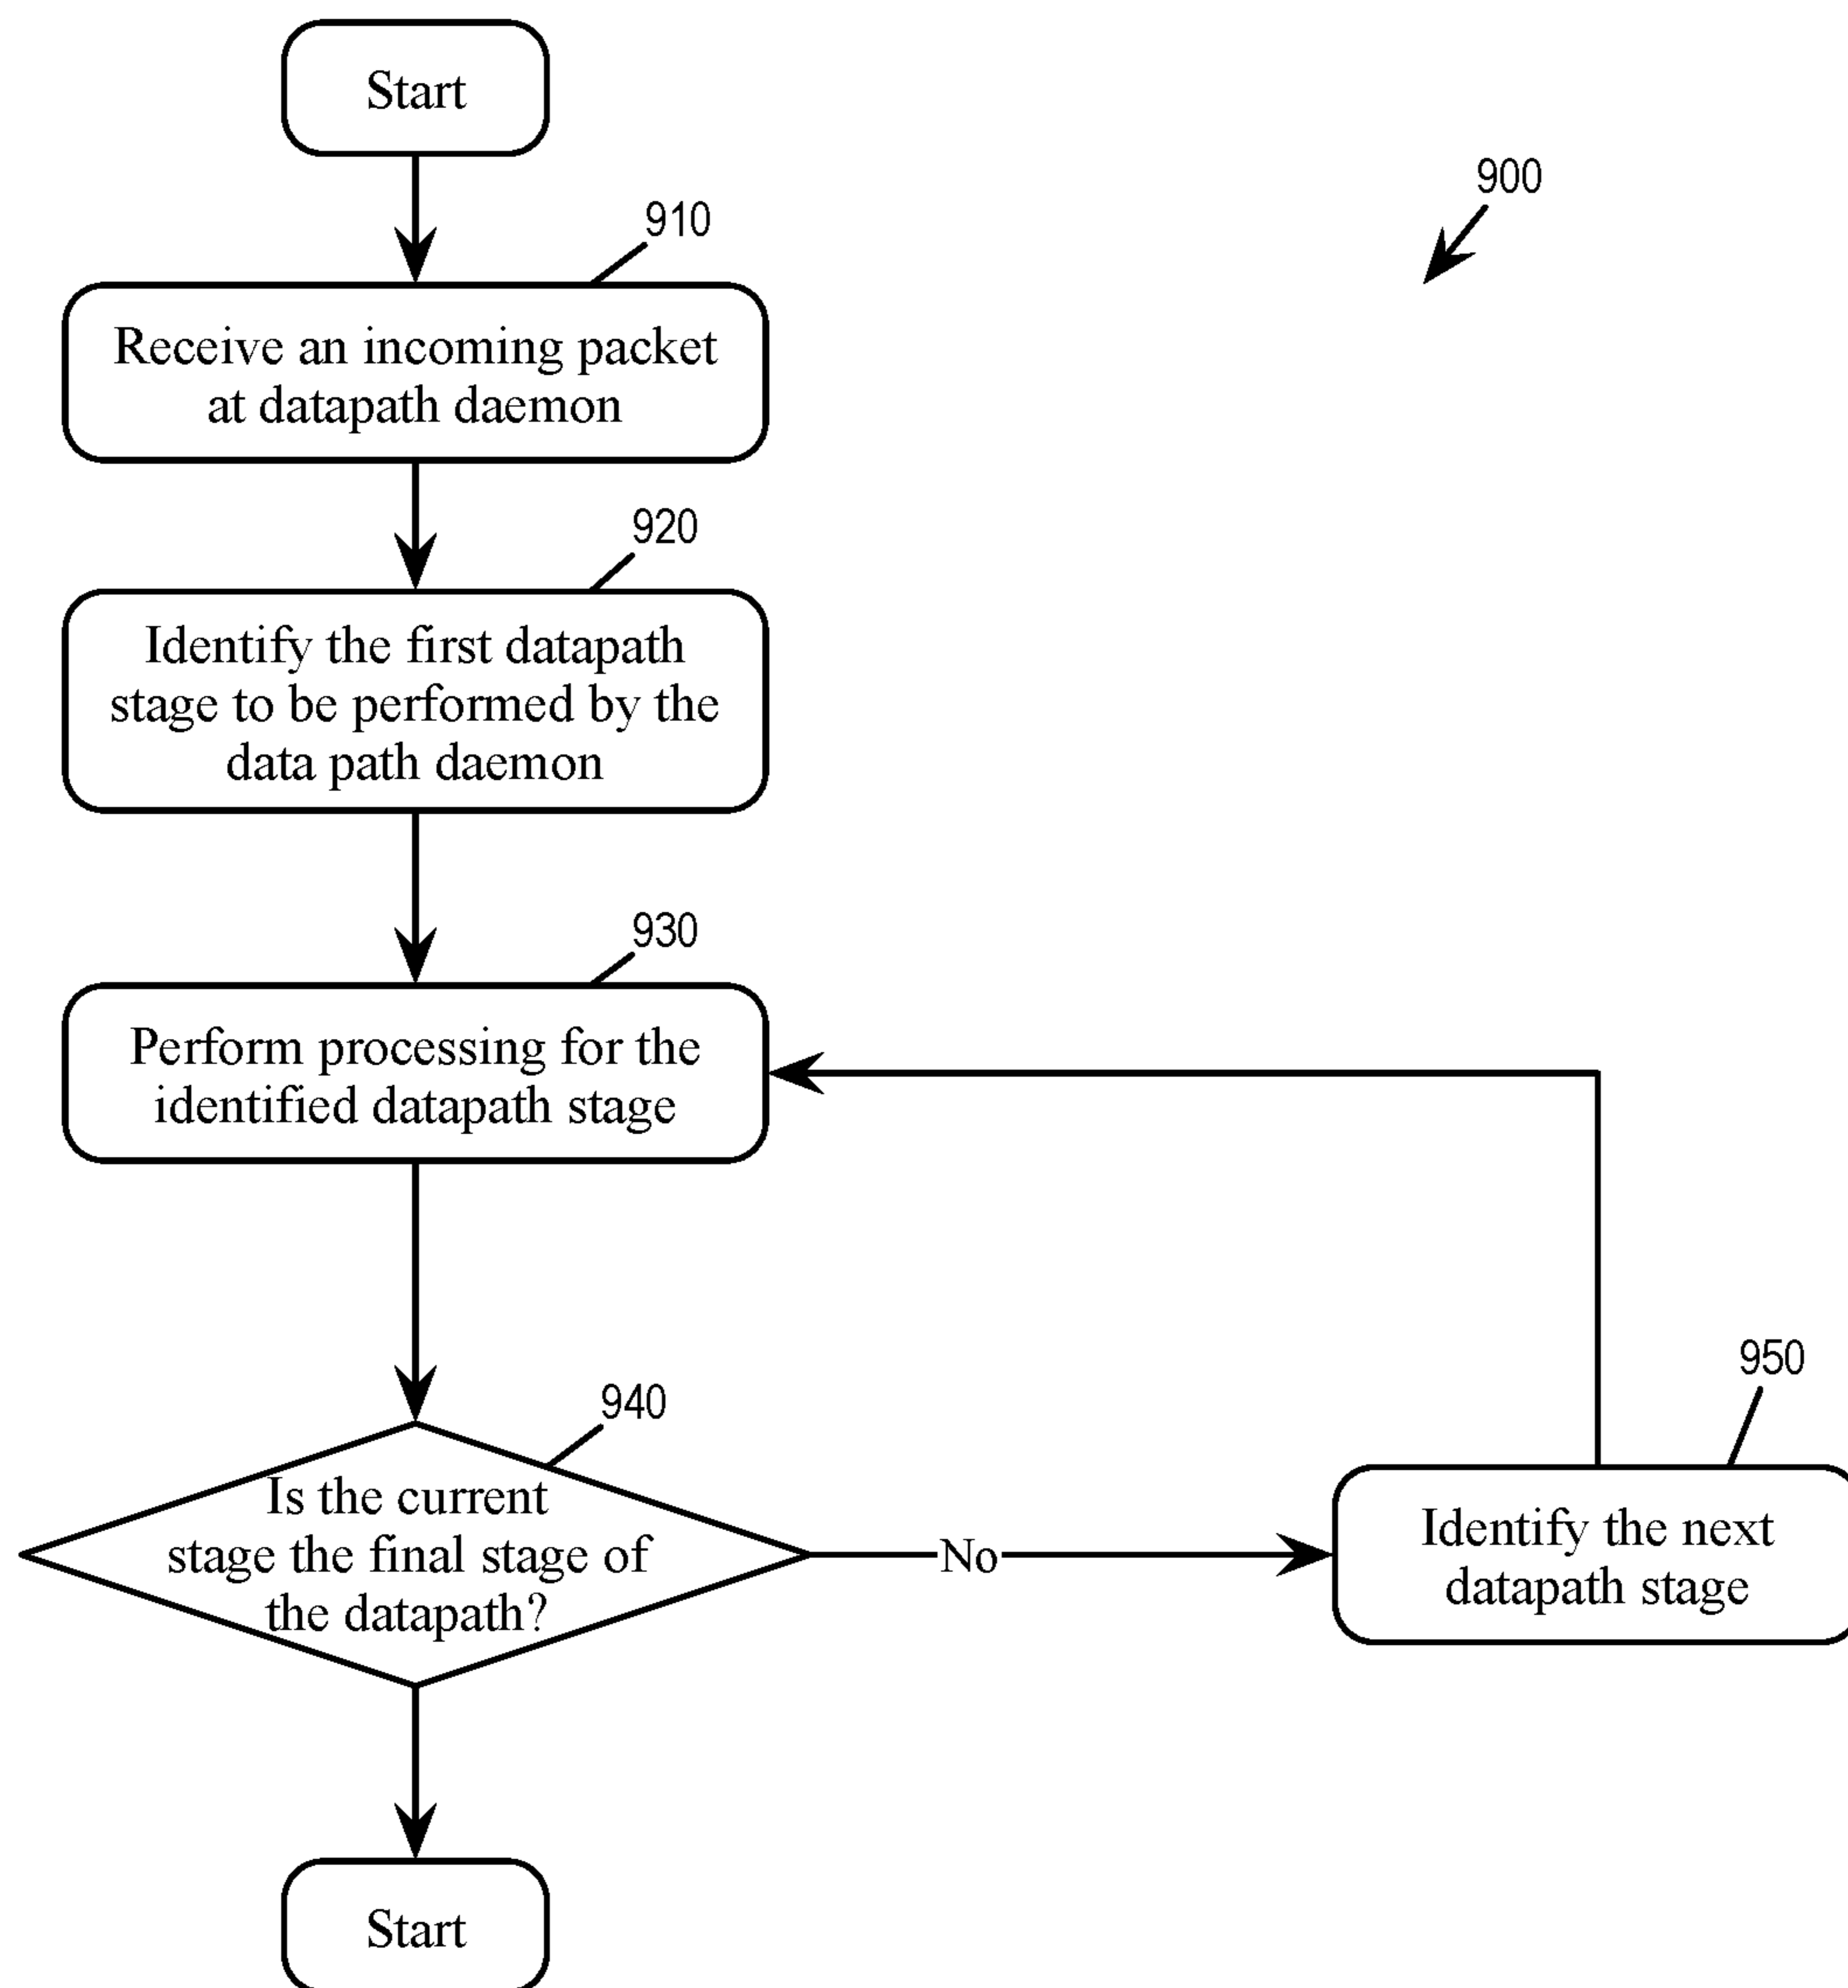 Start
900
910
Receive an incoming packet
at datapath daemon
920
Identify the first datapath
stage to be performed by the
data path daemon
930
Perform processing for the
identified datapath stage
940
Is the current
stage the final stage of
the datapath?
No
950
Identify the next
datapath stage
Start